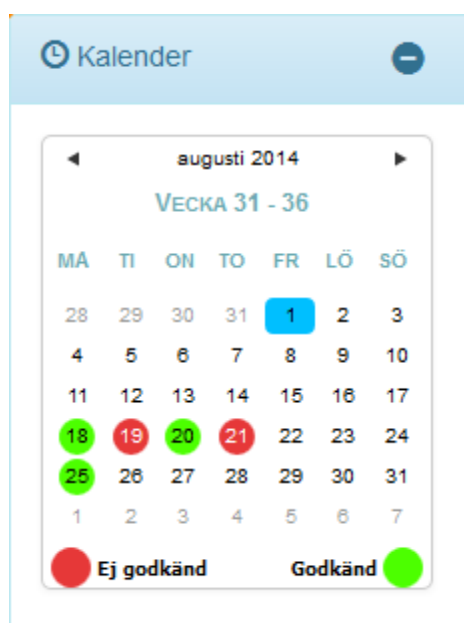 Kalender
augusti 2014
VECKA 31 - 36
MÅ TI ON TO FR LÖ SÖ
28 29 30 31 1 2 3
4 5 6 7 8 9 10
11 12 13 14 15 16 17
18 19 20 21 22 23 24
25 26 27 28 29 30 31
1 2 3 4 5 6 7
Ej godkänd Godkänd